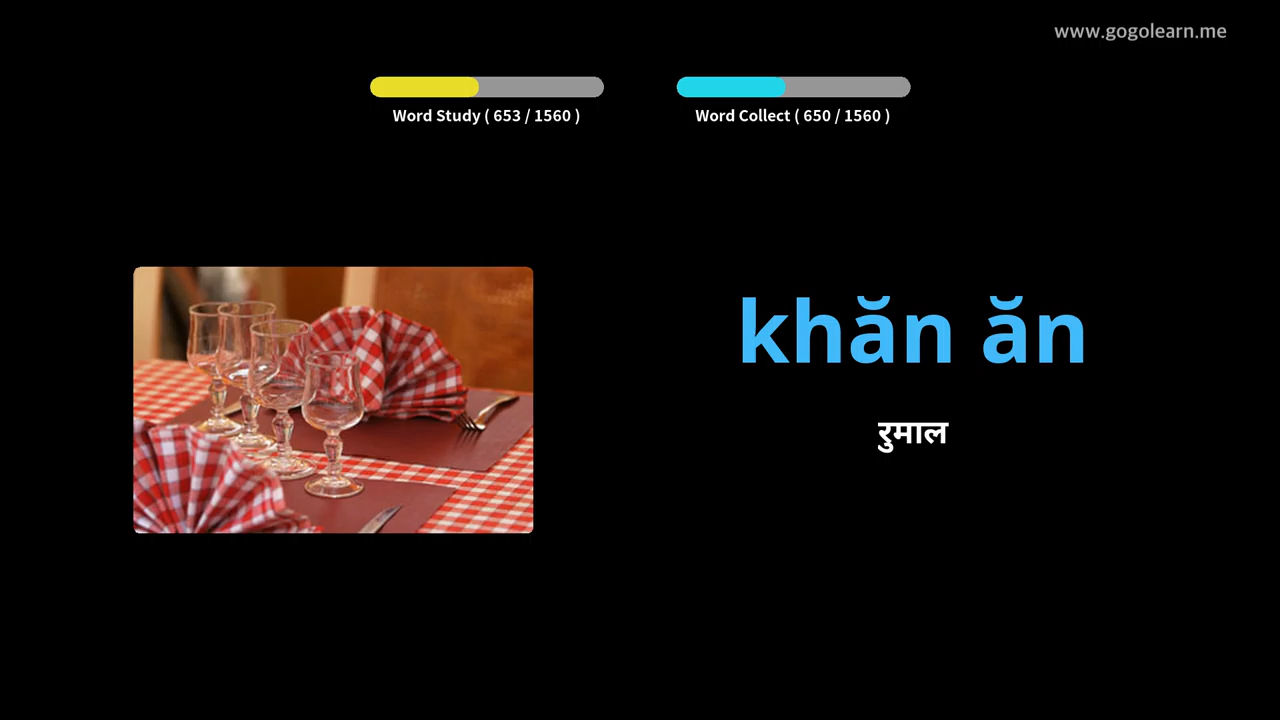 www.gogolearn.me
Word Study ( 653 / 1560 )
Word Collect ( 650 / 1560 )
khăn ăn
रुमाल